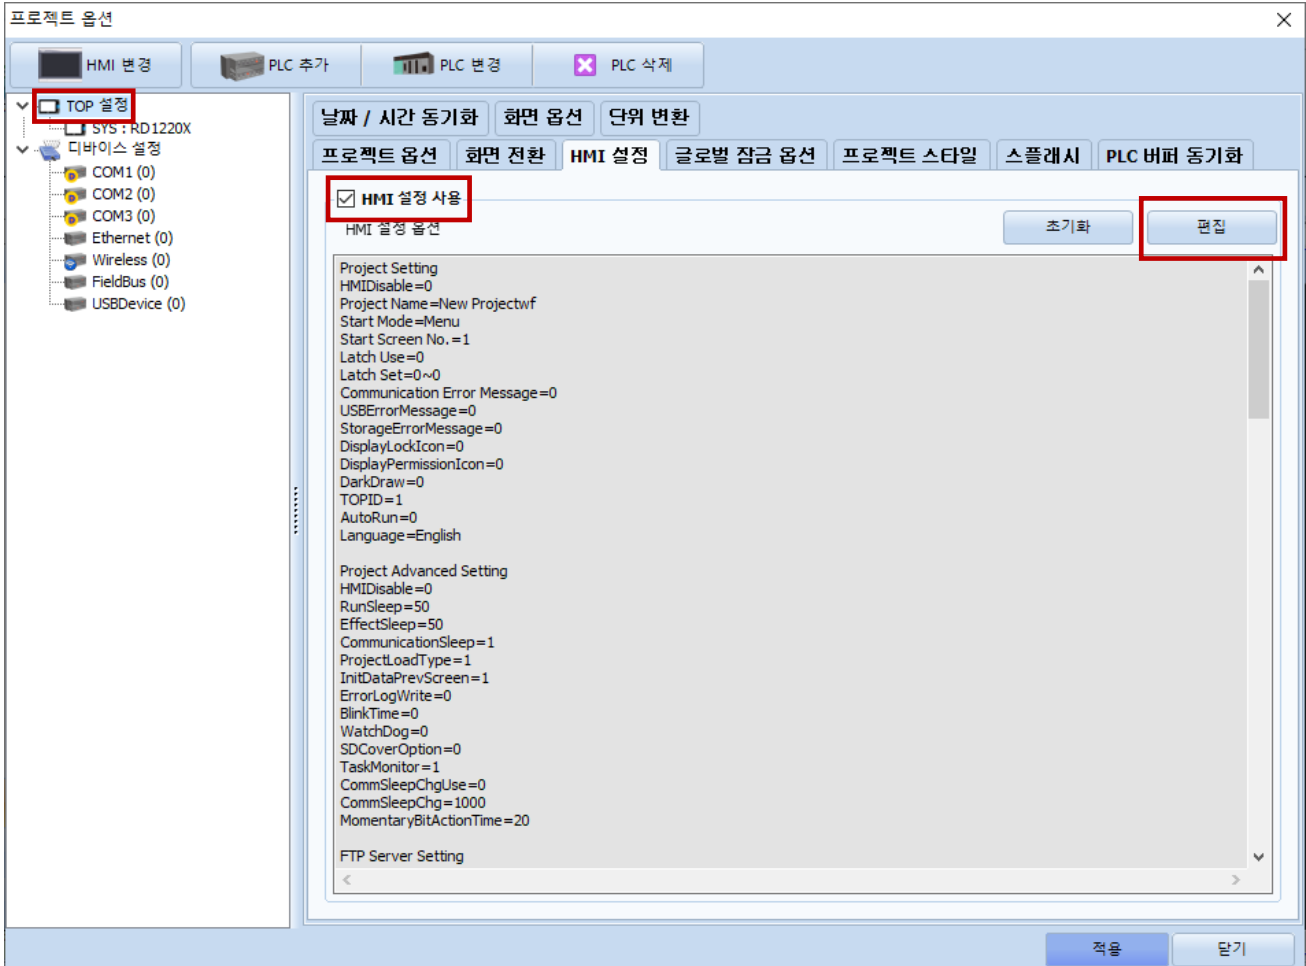 프로젝트 옵션
HMI 변경
PLC 추가
PLC 변경
PLC 삭제
TOP 설정
SYS : RD1220X
디바이스 설정
COM1 (0)
COM2 (0)
COM3 (0)
Ethernet (0)
Wireless (0)
FieldBus (0)
USBDevice (0)
날짜 / 시간 동기화
화면 옵션
단위 변환
프로젝트 옵션
화면 전환
HMI 설정
글로벌 잠금 옵션
프로젝트 스타일
스플래시
PLC 버퍼 동기화
HMI 설정 사용
HMI 설정 옵션
초기화
편집
Project Setting
HMIDisable=0
Project Name=New Projectwf
Start Mode=Menu
Start Screen No.=1
Latch Use=0
Latch Set=0~0
Communication Error Message=0
USBErrorMessage=0
StorageErrorMessage=0
DisplayLockIcon=0
DisplayPermissionIcon=0
DarkDraw=0
TOPID=1
AutoRun=0
Language=English
Project Advanced Setting
HMIDisable=0
RunSleep=50
EffectSleep=50
CommunicationSleep=1
ProjectLoadType=1
InitDataPrevScreen=1
ErrorLogWrite=0
BlinkTime=0
WatchDog=0
SDCoverOption=0
TaskMonitor=1
CommSleepChgUse=0
CommSleepChg=1000
MomentaryBitActionTime=20
FTP Server Setting
적용
닫기